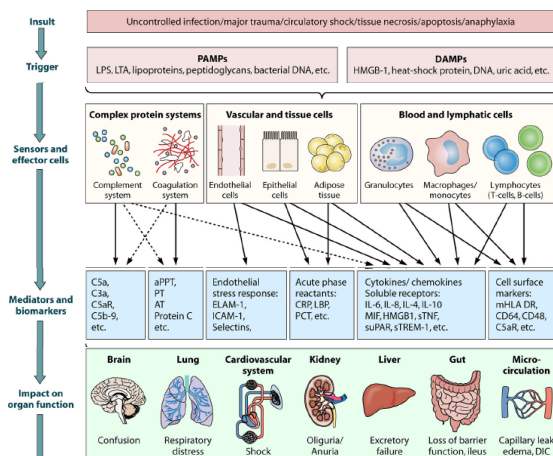 Insult
Uncontrolled infection/major trauma/circulatory shock/tissue necrosis/apoptosis/anaphylaxia
Trigger
PAMPs
LPS, LTA, lipoproteins, peptidoglycans, bacterial DNA, etc.
DAMPs
HMGB-1, heat-shock protein, DNA, uric acid, etc.
Sensors and
effector cells
Complex protein systems
Complement
system
Coagulation
system
Vascular and tissue cells
Endothelial
cells
Epithelial
cells
Adipose
tissue
Blood and lymphatic cells
Granulocytes
Macrophages/
monocytes
Lymphocytes
(T-cells, B-cells)
Mediators and
biomarkers
C5a,
C3a,
C5aR,
C5b-9,
etc.
aPPT,
PT
AT
Protein C
etc.
Endothelial
stress response:
ELAM-1,
ICAM-1,
Selectins,
Acute phase
reactants:
CRP, LBP,
PCT, etc.
Cytokines/ chemokines
Soluble receptors:
IL-6, IL-8, IL-4, IL-10
MIF, HMGB1, sTNF,
suPAR, sTREM-1, etc.
Cell surface
markers:
mHLA DR,
CD64, CD48,
C5aR, etc.
Impact on
organ function
Brain
Confusion
Lung
Respiratory
distress
Cardiovascular
system
Shock
Kidney
Oliguria/
Anuria
Liver
Excretory
failure
Gut
Loss of barrier
function, ileus
Micro-
circulation
Capillary leak
edema, DIC